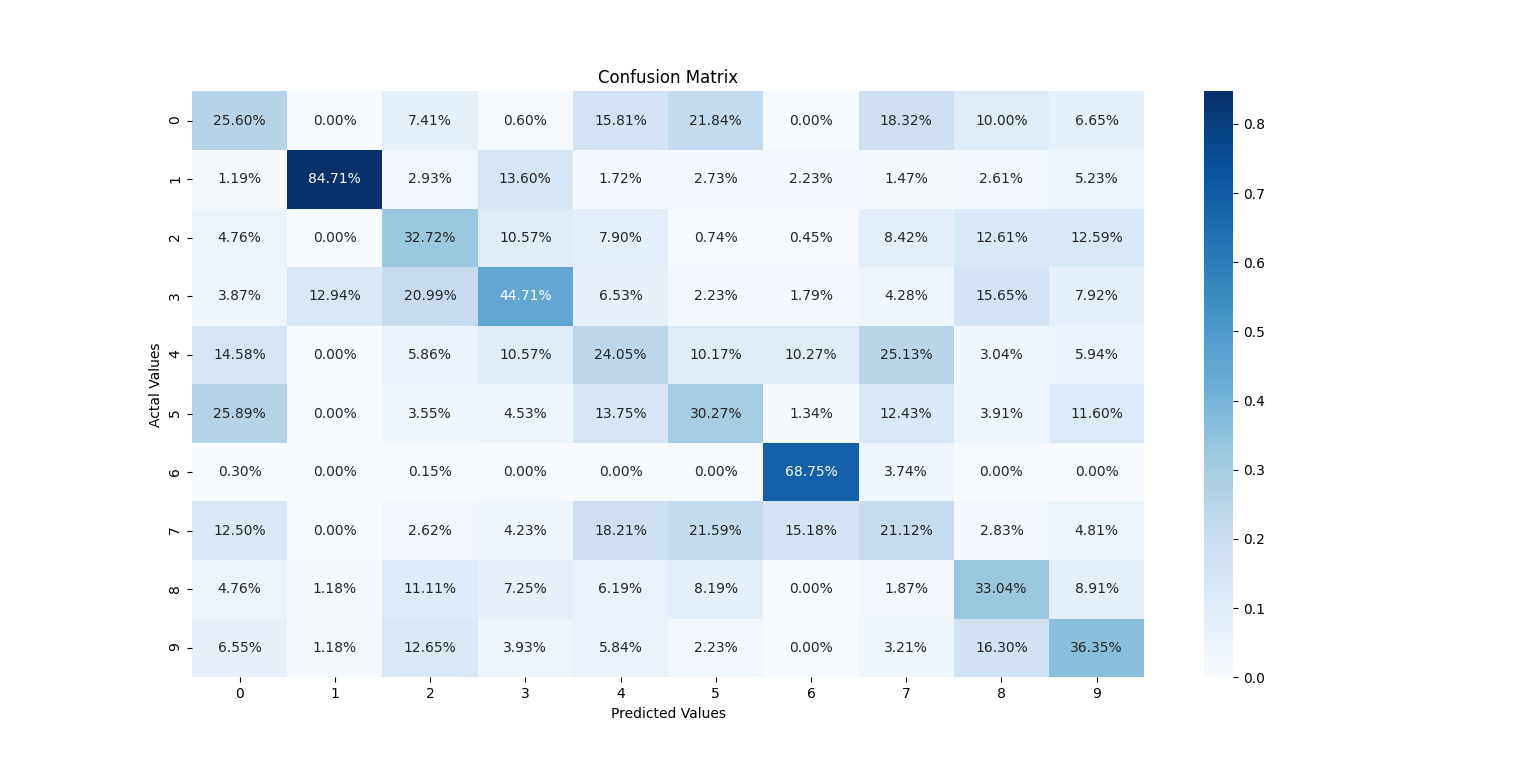 Confusion Matrix
0 25.60% 0.00% 7.41% 0.60% 15.81% 21.84% 0.00% 18.32% 10.00% 6.65%
1 1.19% 84.71% 2.93% 13.60% 1.72% 2.73% 2.23% 1.47% 2.61% 5.23%
2 4.76% 0.00% 32.72% 10.57% 7.90% 0.74% 0.45% 8.42% 12.61% 12.59%
3 3.87% 12.94% 20.99% 44.71% 6.53% 2.23% 1.79% 4.28% 15.65% 7.92%
4 14.58% 0.00% 5.86% 10.57% 24.05% 10.17% 10.27% 25.13% 3.04% 5.94%
5 25.89% 0.00% 3.55% 4.53% 13.75% 30.27% 1.34% 12.43% 3.91% 11.60%
6 0.30% 0.00% 0.15% 0.00% 0.00% 0.00% 68.75% 3.74% 0.00% 0.00%
7 12.50% 0.00% 2.62% 4.23% 18.21% 21.59% 15.18% 21.12% 2.83% 4.81%
8 4.76% 1.18% 11.11% 7.25% 6.19% 8.19% 0.00% 1.87% 33.04% 8.91%
9 6.55% 1.18% 12.65% 3.93% 5.84% 2.23% 0.00% 3.21% 16.30% 36.35%
0 1 2 3 4 5 6 7 8 9
Predicted Values
Actal Values
0.8
0.7
0.6
0.5
0.4
0.3
0.2
0.1
0.0